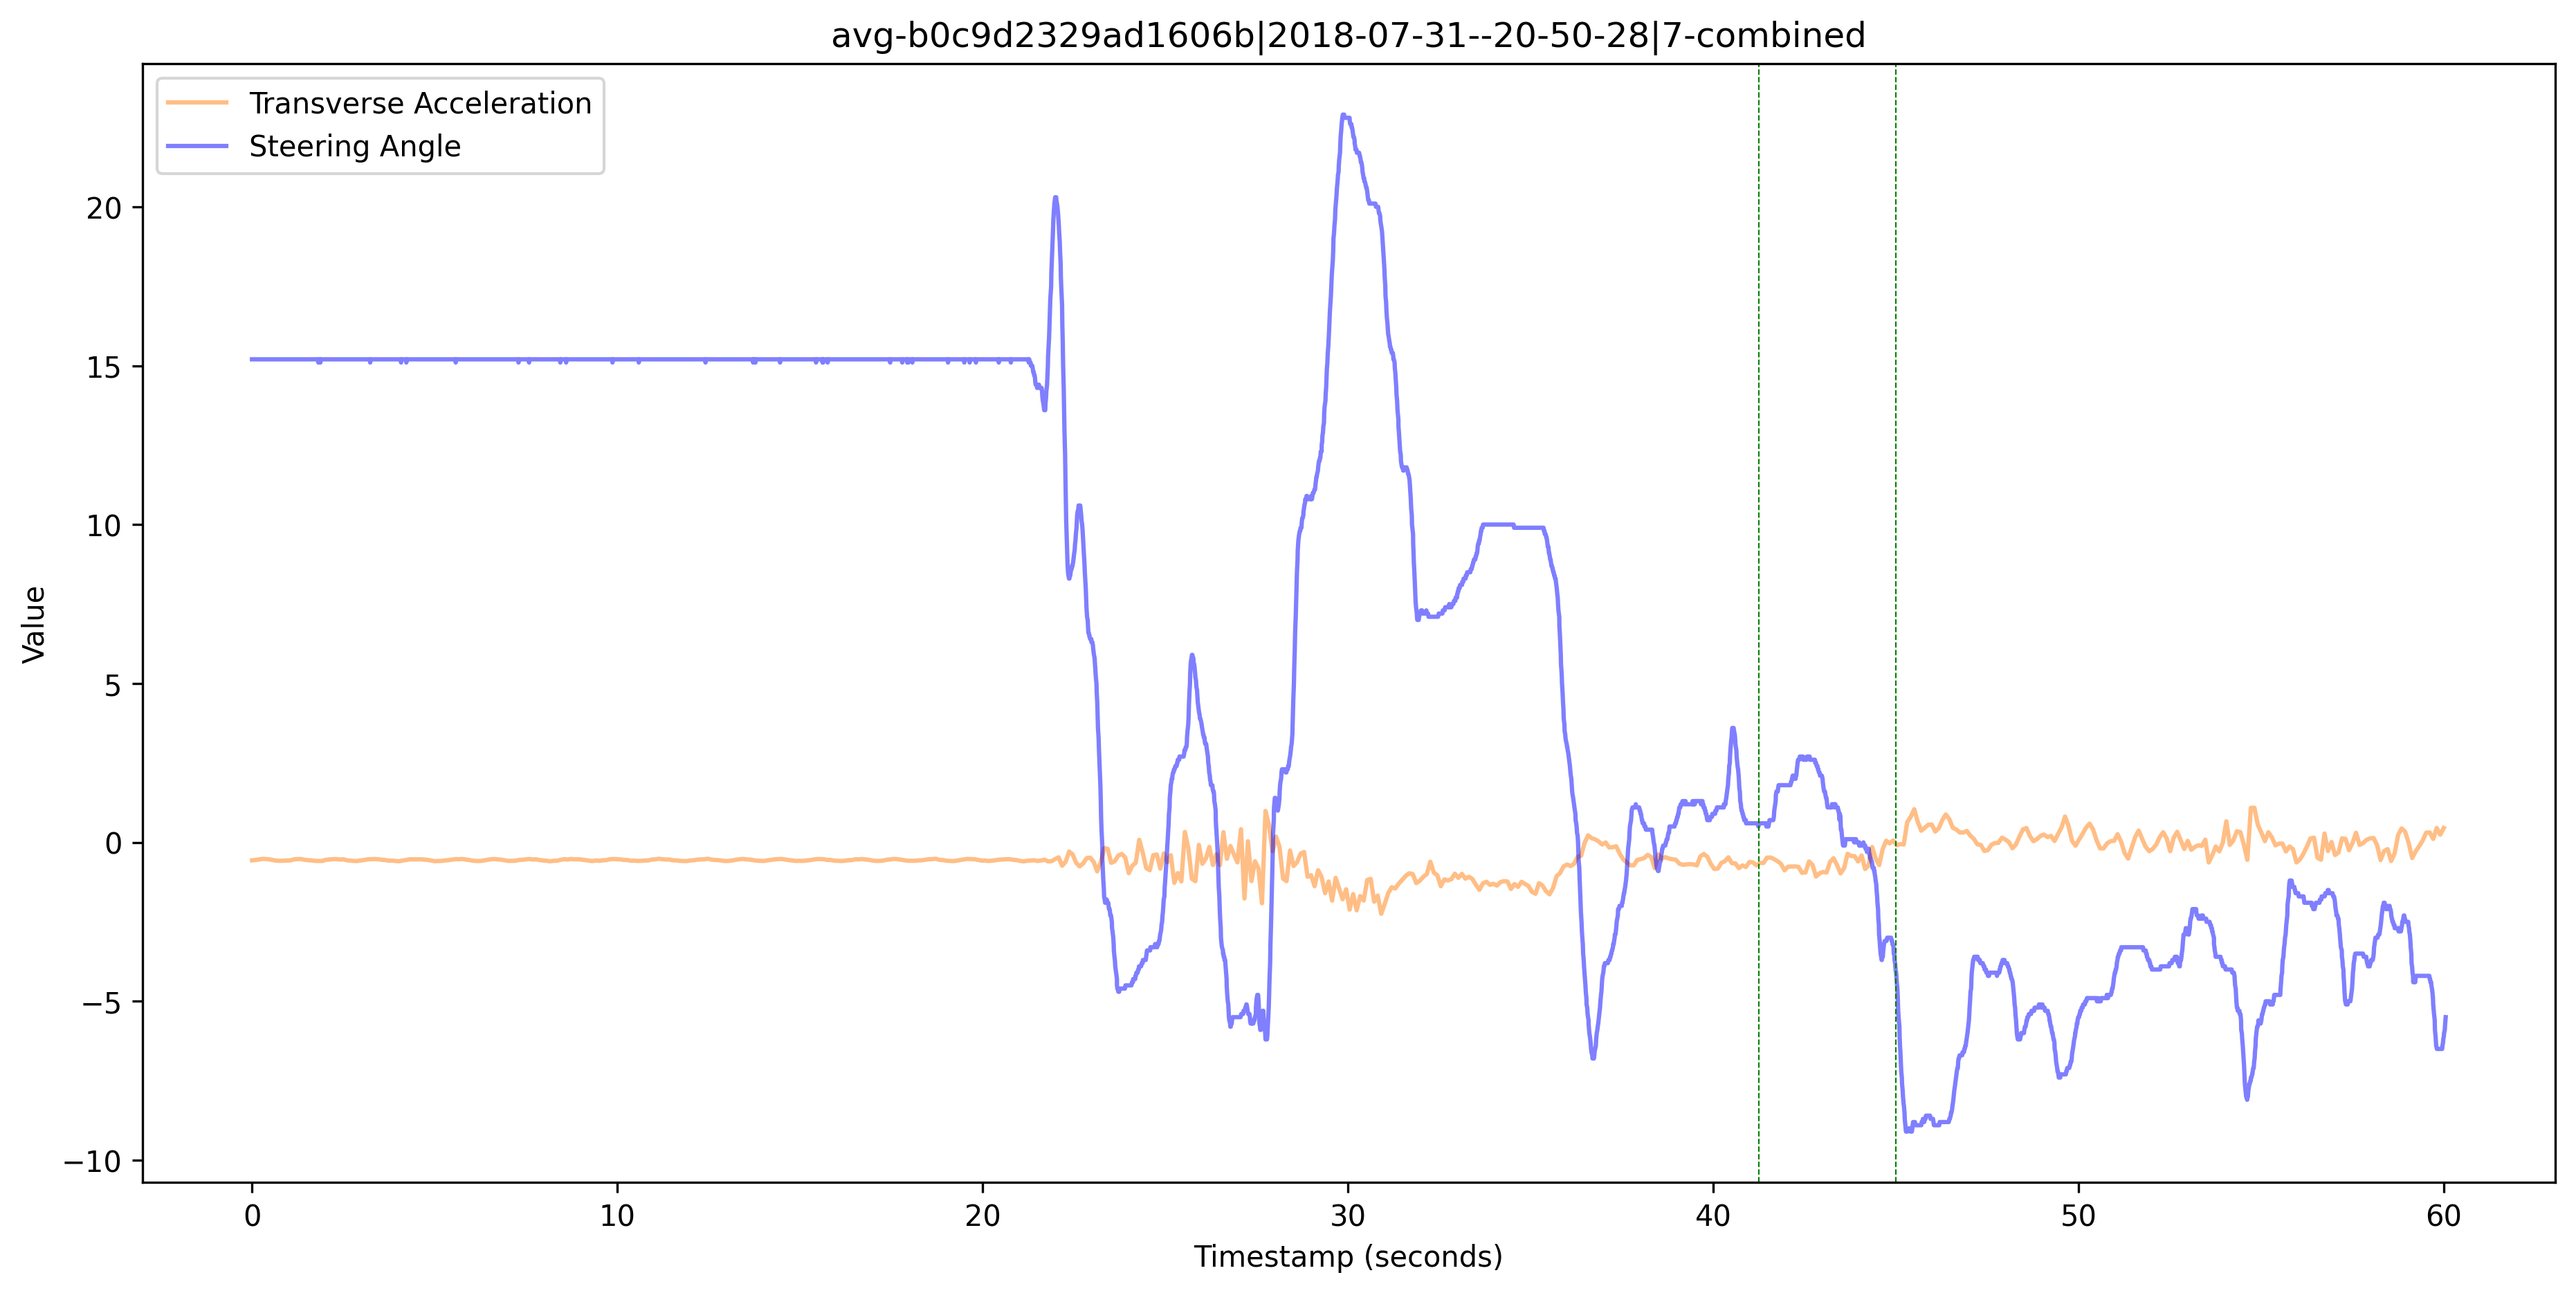 avg-b0c9d2329ad1606b|2018-07-31--20-50-28|7-combined
Transverse Acceleration
Steering Angle
Value
20
15
10
5
0
−5
−10
0 10 20 30 40 50 60
Timestamp (seconds)